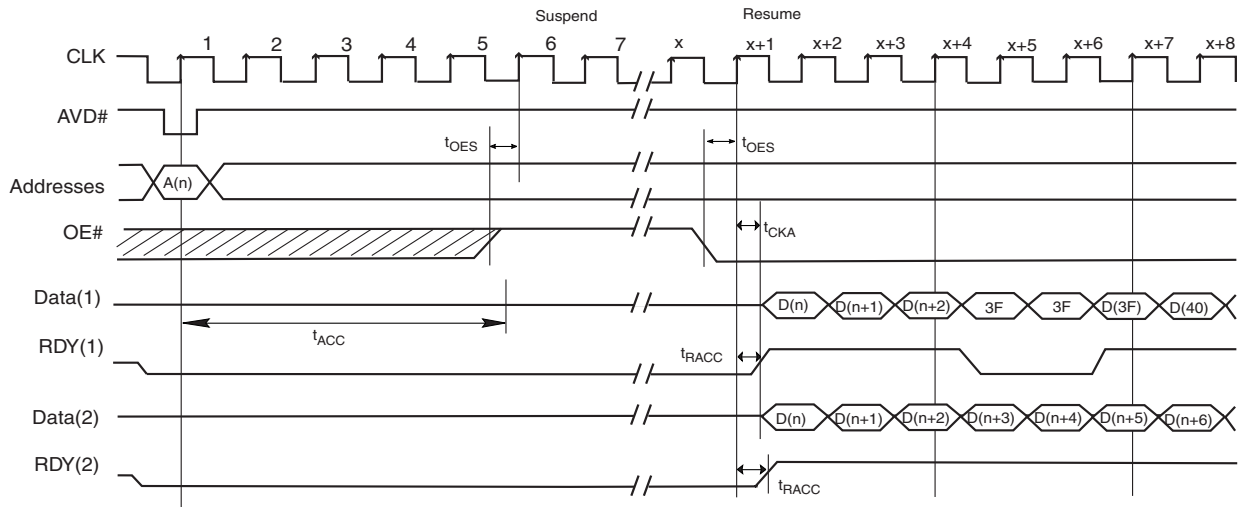 Suspend Resume
CLK 1 2 3 4 5 6 7 x x+1 x+2 x+3 x+4 x+5 x+6 x+7 x+8
AVD#
tOES tOES
Addresses A(n)
OE# tCKA
Data(1) D(n) D(n+1) D(n+2) 3F 3F D(3F) D(40)
tACC
RDY(1) tRACC
Data(2) D(n) D(n+1) D(n+2) D(n+3) D(n+4) D(n+5) D(n+6)
RDY(2) tRACC